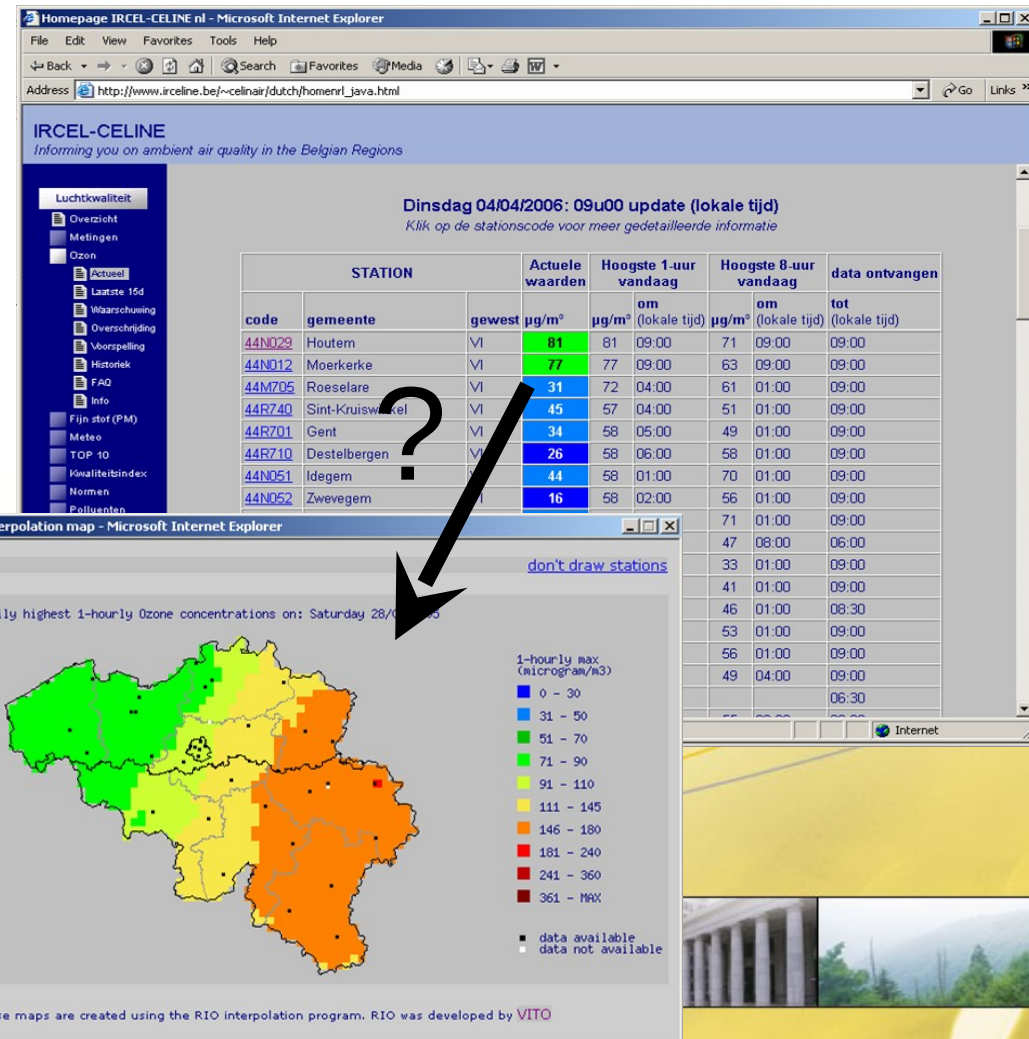 Homepage IRCEL-CELINE nl - Microsoft Internet Explorer
File Edit View Favorites Tools Help
Back Search Favorites Media
Address http://www.irceline.be/~celinair/dutch/homenrl_java.html Go Links »
IRCEL-CELINE
Informing you on ambient air quality in the Belgian Regions
Luchtkwaliteit
Overzicht
Metingen
Ozon
Actueel
Laatste 15d
Waarschuwing
Overschrijding
Voorspelling
Historiek
FAQ
Info
Fijn stof (PM)
Meteo
TOP 10
Kwaliteitsindex
Normen
Polluenten
Dinsdag 04/04/2006: 09u00 update (lokale tijd)
Klik op de stationscode voor meer gedetailleerde informatie
STATION Actuele waarden Hoogste 1-uur vandaag Hoogste 8-uur vandaag data ontvangen
code gemeente gewest µg/m³ µg/m³ om (lokale tijd) µg/m³ om (lokale tijd) tot (lokale tijd)
44N029 Houtem Vl 81 81 09:00 71 09:00 09:00
44N012 Moerkerke Vl 77 77 09:00 63 09:00 09:00
44M705 Roeselare Vl 31 72 04:00 61 01:00 09:00
44R740 Sint-Kruiswinkel Vl 45 57 04:00 51 01:00 09:00
44R701 Gent Vl 34 58 05:00 49 01:00 09:00
44R710 Destelbergen Vl 26 58 06:00 58 01:00 09:00
44N051 Idegem 44 58 01:00 70 01:00 09:00
44N052 Zwevegem 16 58 02:00 56 01:00 09:00
71 01:00 09:00
47 08:00 06:00
33 01:00 09:00
41 01:00 09:00
46 01:00 08:30
53 01:00 09:00
56 01:00 09:00
49 04:00 09:00
06:30
?
Internet
erpolation map - Microsoft Internet Explorer
don't draw stations
ily highest 1-hourly Ozone concentrations on: Saturday 28/
1-hourly max
(microgram/m3)
0 - 30
31 - 50
51 - 70
71 - 90
91 - 110
111 - 145
146 - 180
181 - 240
241 - 360
361 - MAX
data available
data not available
se maps are created using the RIO interpolation program. RIO was developed by VITO